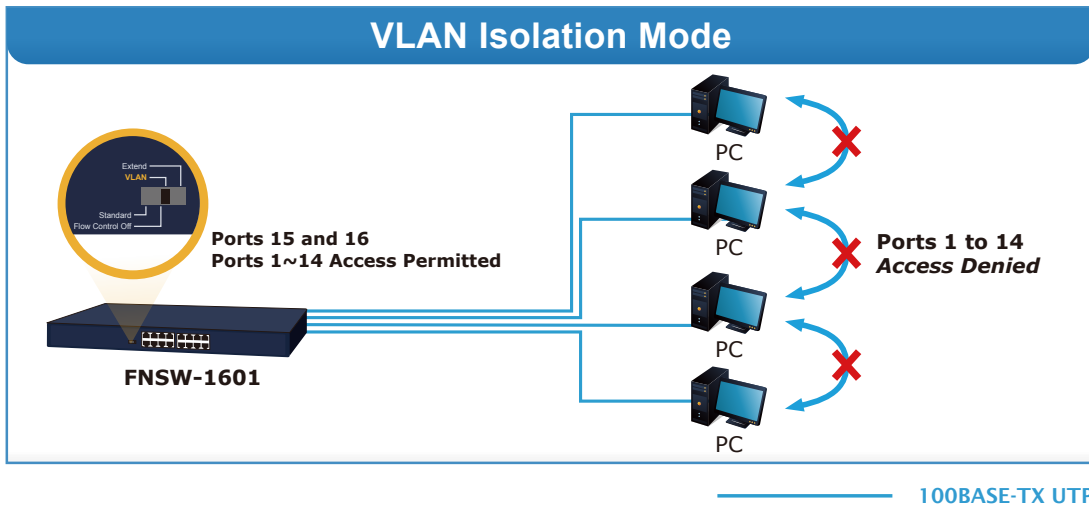 VLAN Isolation Mode
Extend
VLAN
Standard
Flow Control Off
Ports 15 and 16
Ports 1~14 Access Permitted
FNSW-1601
PC
PC
PC
PC
Ports 1 to 14
Access Denied
100BASE-TX UTP